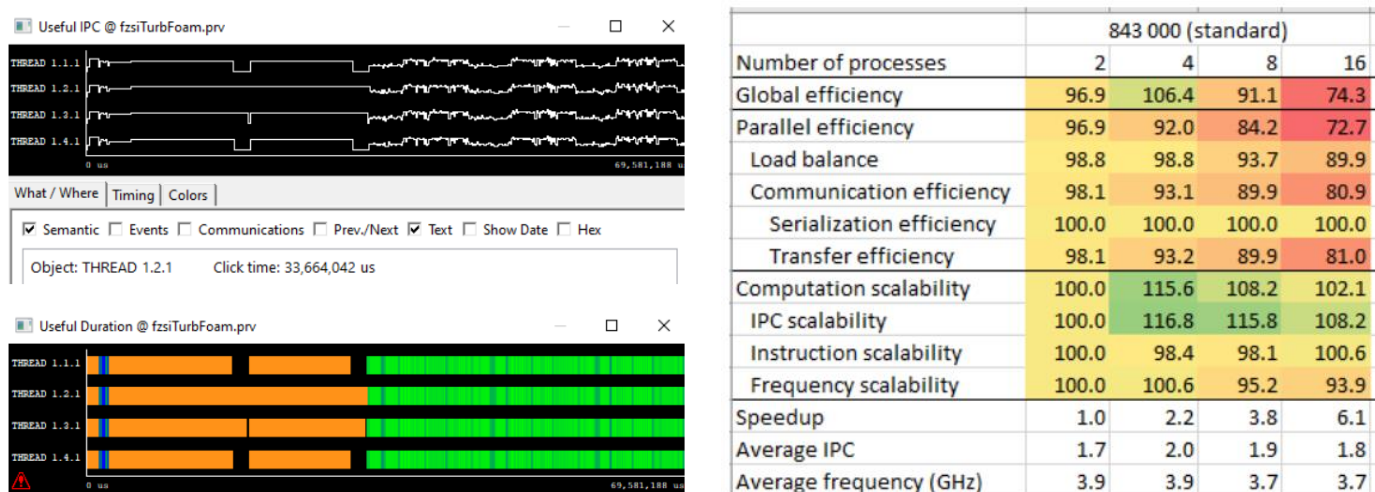 Useful IPC @ fzsiTurbFoam.prv
THREAD 1.1.1
THREAD 1.2.1
THREAD 1.3.1
THREAD 1.4.1
0 us 69,581,188 u
What / Where Timing Colors
Semantic Events Communications Prev./Next Text Show Date Hex
Object: THREAD 1.2.1 Click time: 33,664,042 us
Useful Duration @ fzsiTurbFoam.prv
THREAD 1.1.1
THREAD 1.2.1
THREAD 1.3.1
THREAD 1.4.1
0 us 69,581,188 us
843 000 (standard)
Number of processes 2 4 8 16
Global efficiency 96.9 106.4 91.1 74.3
Parallel efficiency 96.9 92.0 84.2 72.7
Load balance 98.8 98.8 93.7 89.9
Communication efficiency 98.1 93.1 89.9 80.9
Serialization efficiency 100.0 100.0 100.0 100.0
Transfer efficiency 98.1 93.2 89.9 81.0
Computation scalability 100.0 115.6 108.2 102.1
IPC scalability 100.0 116.8 115.8 108.2
Instruction scalability 100.0 98.4 98.1 100.6
Frequency scalability 100.0 100.6 95.2 93.9
Speedup 1.0 2.2 3.8 6.1
Average IPC 1.7 2.0 1.9 1.8
Average frequency (GHz) 3.9 3.9 3.7 3.7